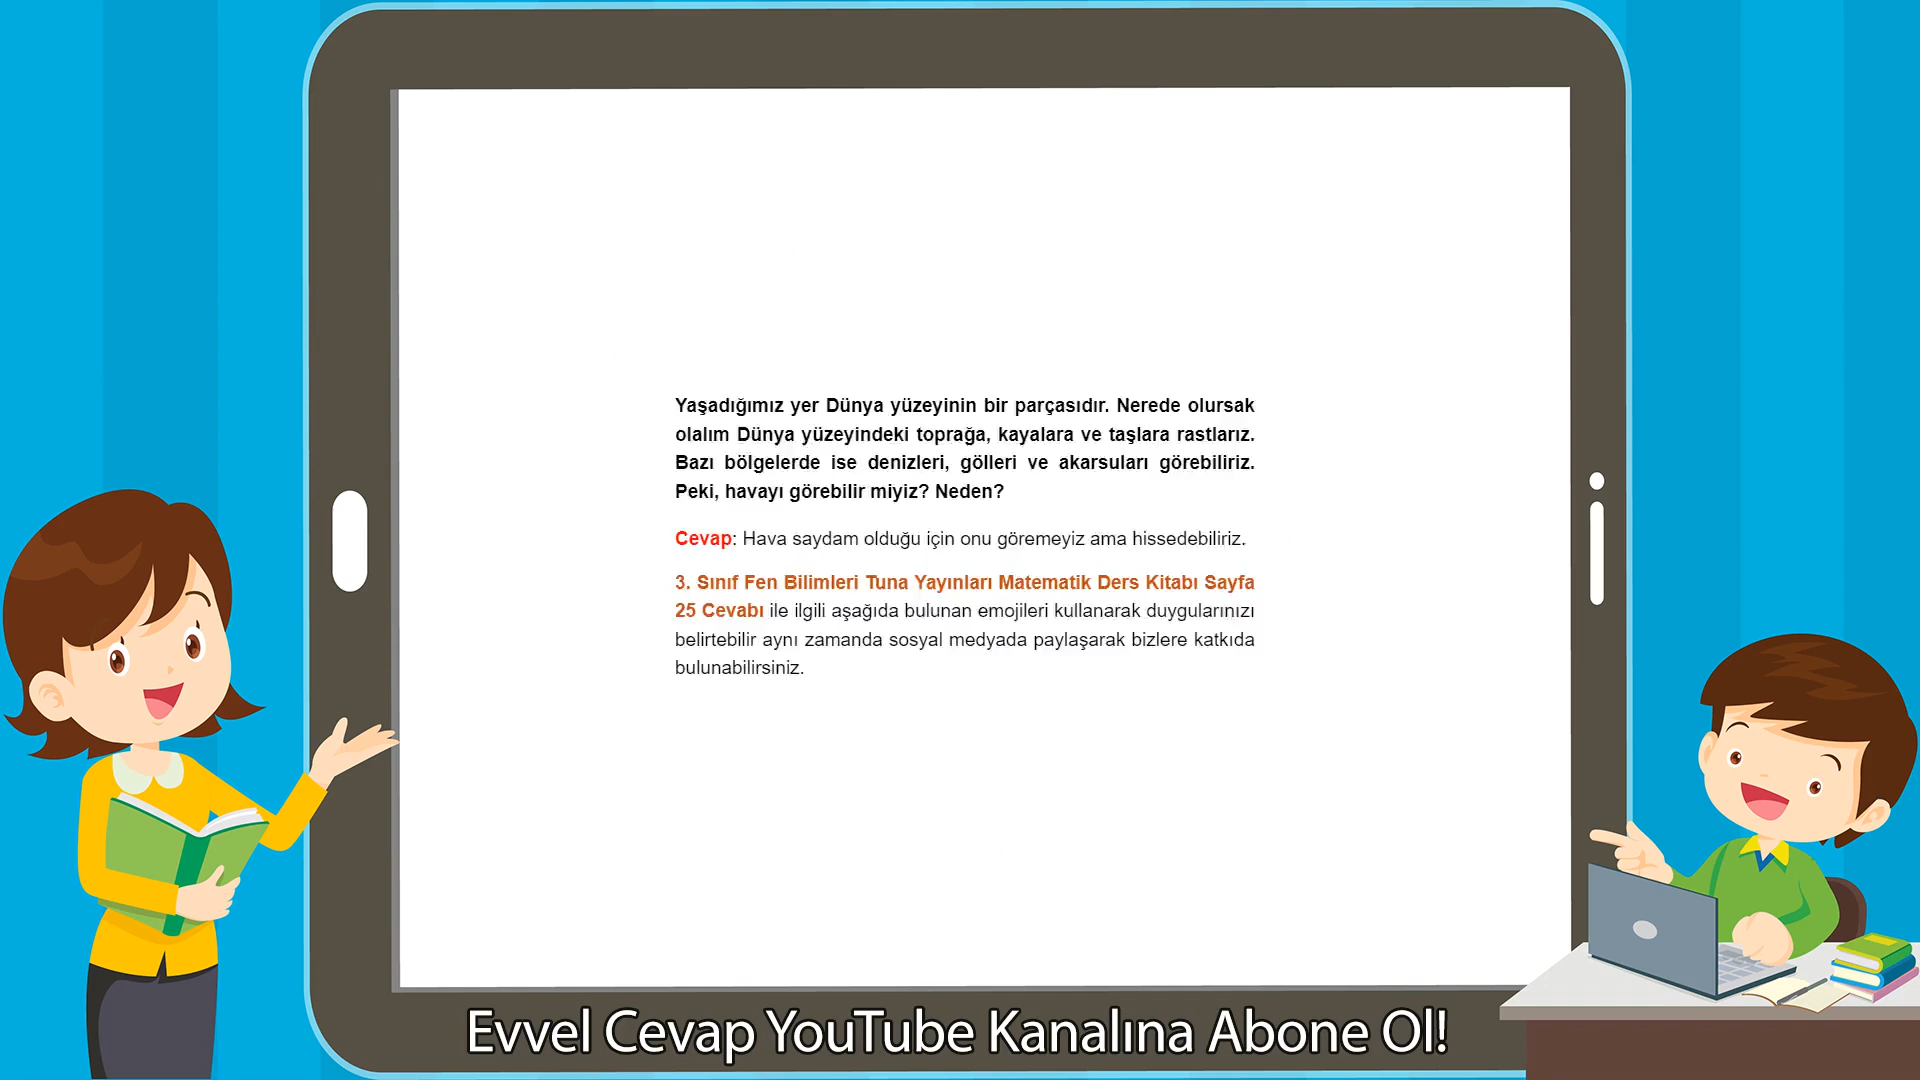 Yaşadığımız yer Dünya yüzeyinin bir parçasıdır. Nerede olursak
olalım Dünya yüzeyindeki toprağa, kayalara ve taşlara rastlarız.
Bazı bölgelerde ise denizleri, gölleri ve akarsuları görebiliriz.
Peki, havayı görebilir miyiz? Neden?
Cevap: Hava saydam olduğu için onu göremeyiz ama hissedebiliriz.
3. Sınıf Fen Bilimleri Tuna Yayınları Matematik Ders Kitabı Sayfa
25 Cevabı ile ilgili aşağıda bulunan emojileri kullanarak duygularınızı
belirtebilir aynı zamanda sosyal medyada paylaşarak bizlere katkıda
bulunabilirsiniz.
Evvel Cevap YouTube Kanalına Abone Ol!